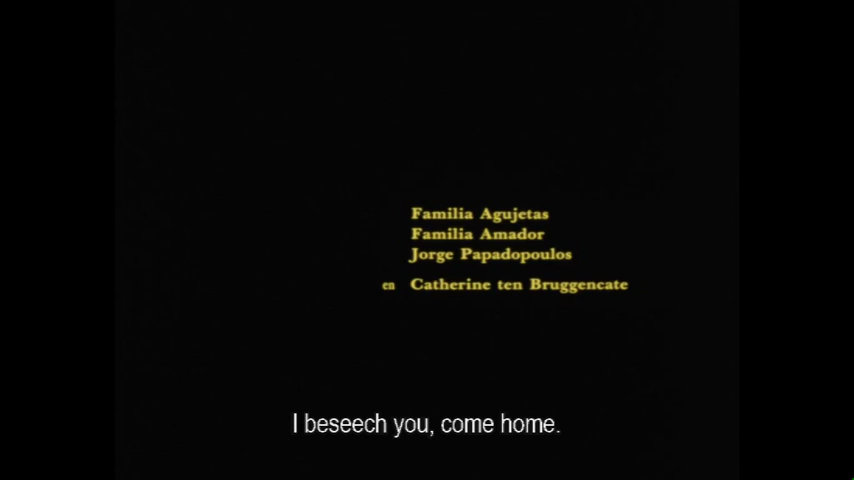 Familia Agujetas
Familia Amador
Jorge Papadopoulos
en Catherine ten Bruggencate
I beseech you, come home.